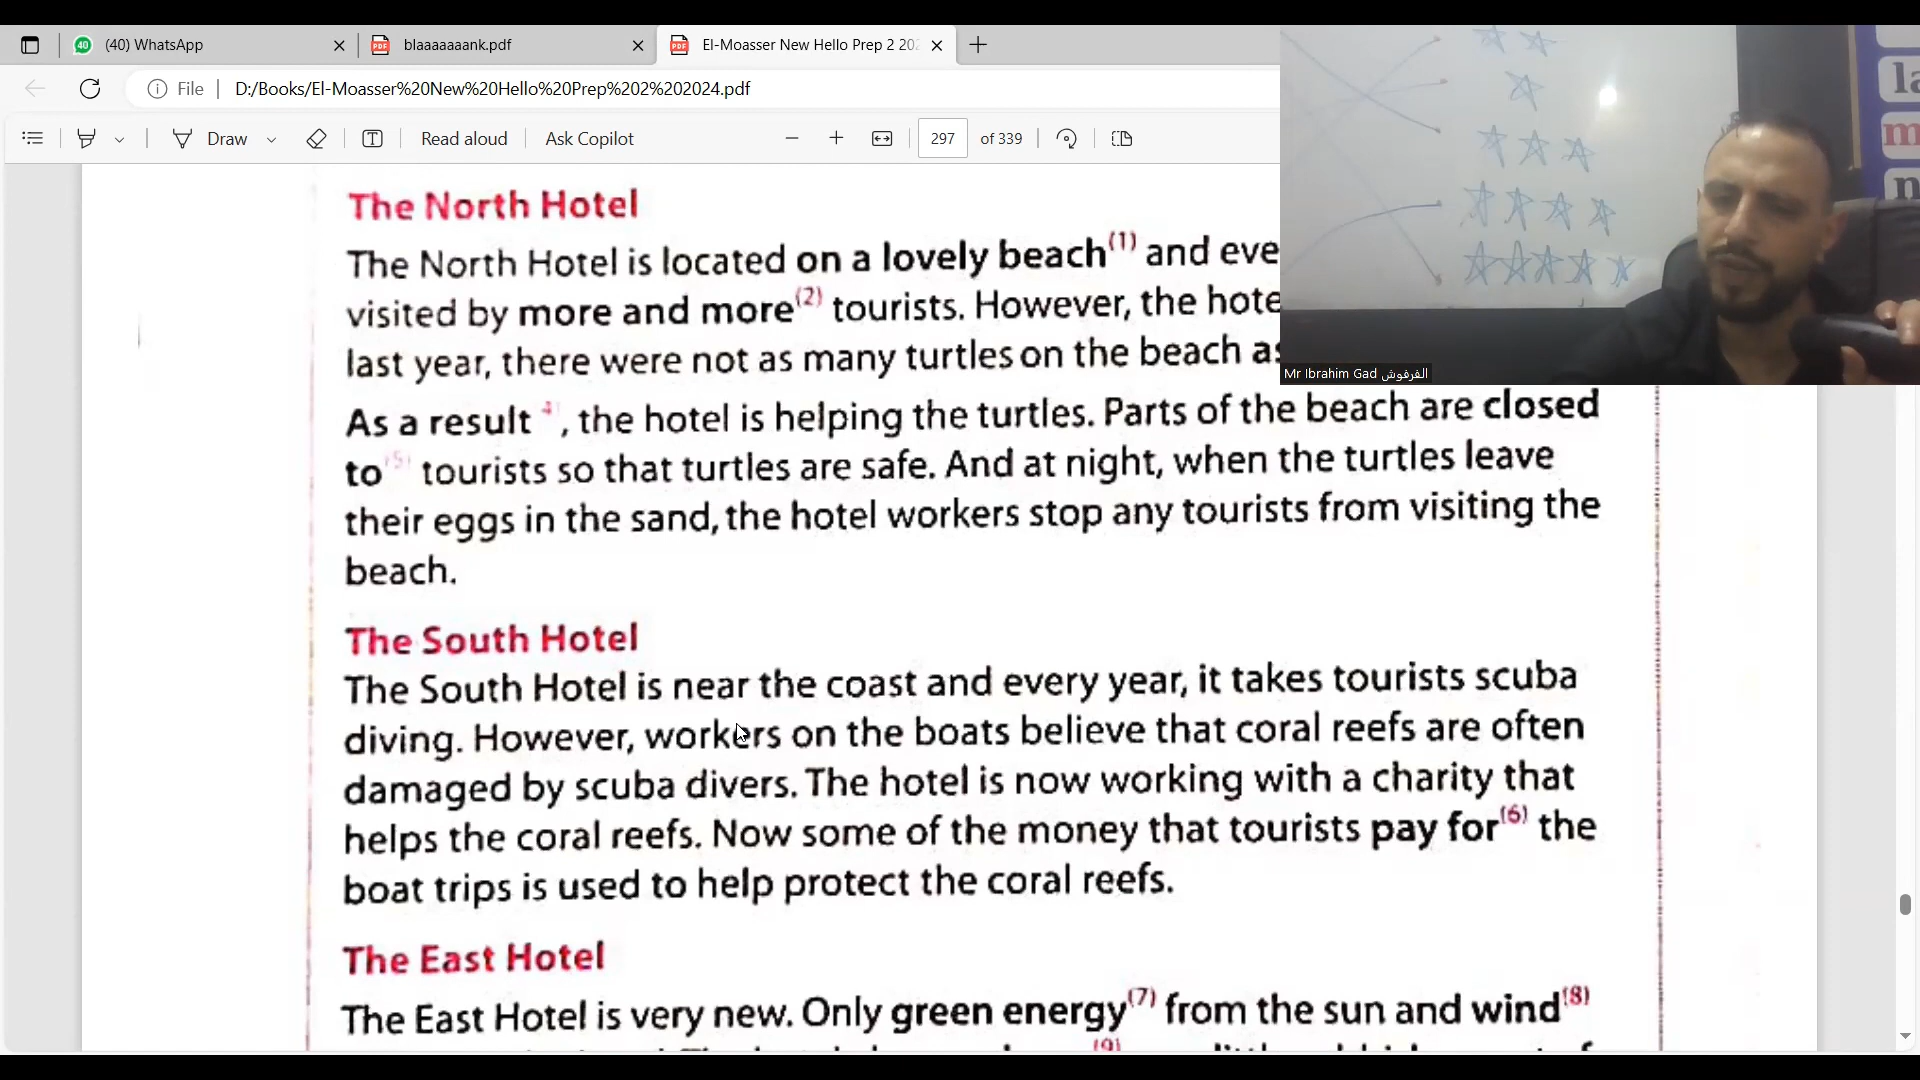 (40) WhatsApp
blaaaaaaank.pdf
El-Moasser New Hello Prep 2 202
File
D:/Books/El-Moasser%20New%20Hello%20Prep%202%202024.pdf
Draw
Read aloud
Ask Copilot
297 of 339
la
m
n
Mr Ibrahim Gad الفرفوش
The North Hotel
The North Hotel is located on a lovely beach(1) and eve
visited by more and more(2) tourists. However, the hote
last year, there were not as many turtles on the beach as
As a result 4), the hotel is helping the turtles. Parts of the beach are closed
to(5) tourists so that turtles are safe. And at night, when the turtles leave
their eggs in the sand, the hotel workers stop any tourists from visiting the
beach.
The South Hotel
The South Hotel is near the coast and every year, it takes tourists scuba
diving. However, workers on the boats believe that coral reefs are often
damaged by scuba divers. The hotel is now working with a charity that
helps the coral reefs. Now some of the money that tourists pay for(6) the
boat trips is used to help protect the coral reefs.
The East Hotel
The East Hotel is very new. Only green energy(7) from the sun and wind(8)
(9)